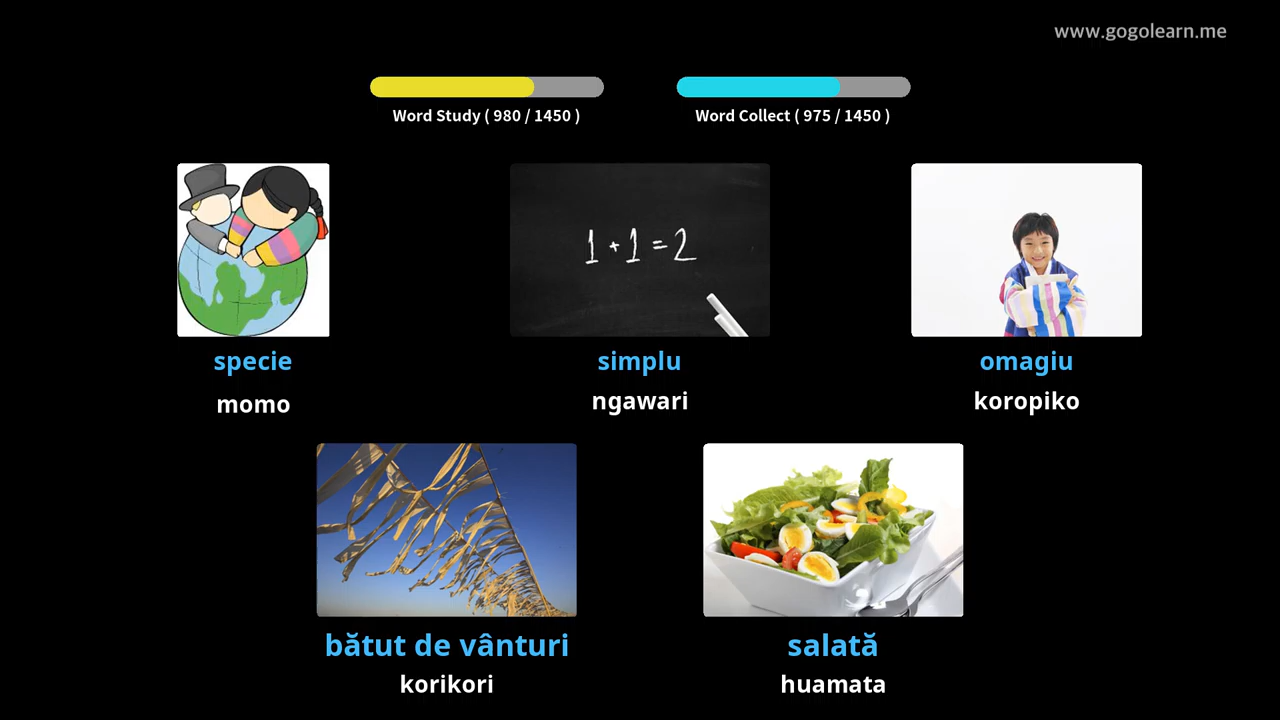 www.gogolearn.me
Word Study ( 980 / 1450 )
Word Collect ( 975 / 1450 )
1 + 1 = 2
specie
momo
simplu
ngawari
omagiu
koropiko
bătut de vânturi
korikori
salată
huamata